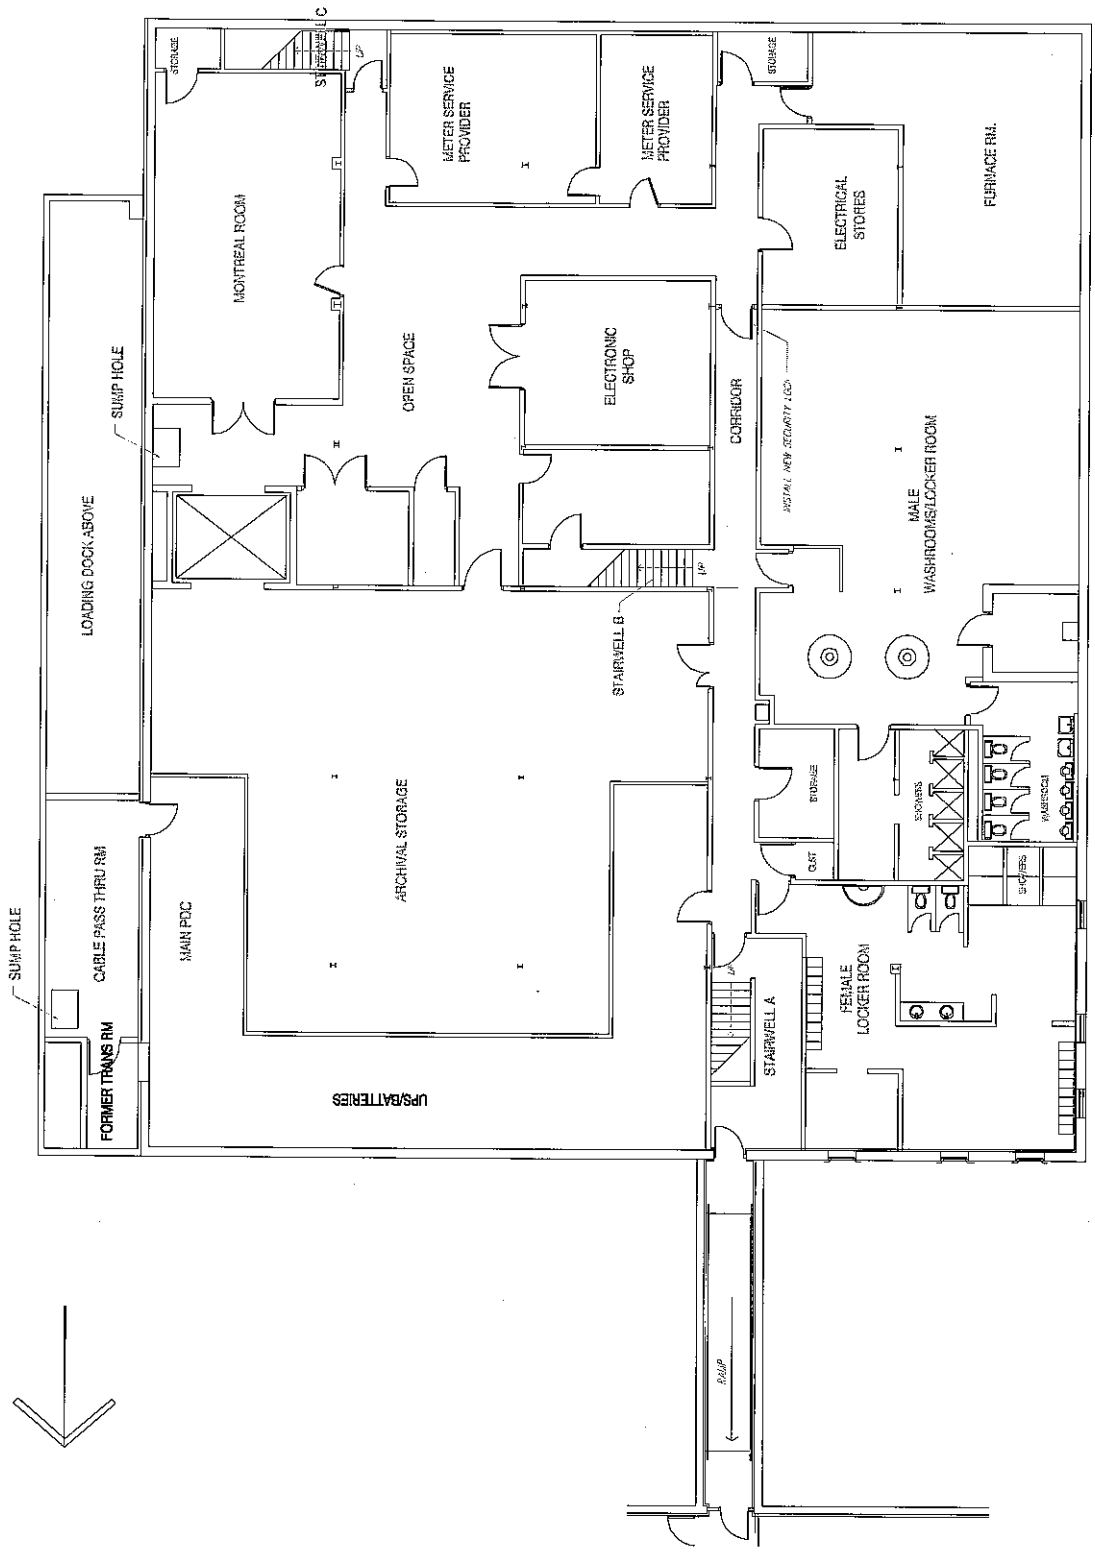 STAIRWELL C
UP
STORAGE
METER SERVICE
PROVIDER
METER SERVICE
PROVIDER
STORAGE
FURNACE RM.
MONTREAL ROOM
ELECTRICAL
STORES
SUMP HOLE
OPEN SPACE
ELECTRONIC
SHOP
CORRIDOR
INSTALL NEW SECURITY LOCK
LOADING DOCK ABOVE
MALE
WASHROOMS/LOCKER ROOM
UP
STAIRWELL B
ARCHIVAL STORAGE
STORAGE
SHOWERS
WASHROOM
CUST
SHOWERS
SUMP HOLE
CABLE PASS THRU RM
MAIN PDC
UP
FEMALE
LOCKER ROOM
STAIRWELL A
FORMER TRANS RM
UPS/BATTERIES
RAMP